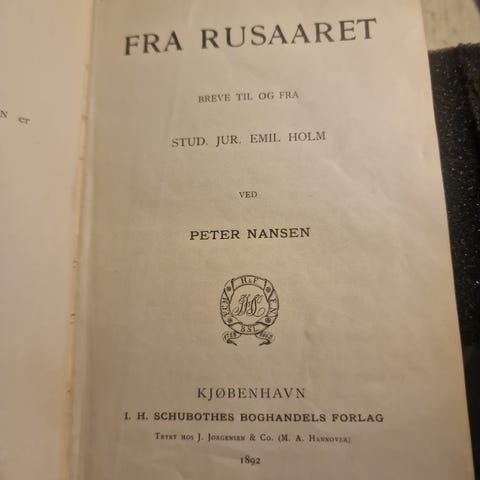 FRA RUSAARET
BREVE TIL OG FRA
STUD. JUR. EMIL HOLM
VED
PETER NANSEN
KJØBENHAVN
I. H. SCHUBOTHES BOGHANDELS FORLAG
TRYKT HOS J. JØRGENSEN & CO. (M. A. HANNOVER)
1892